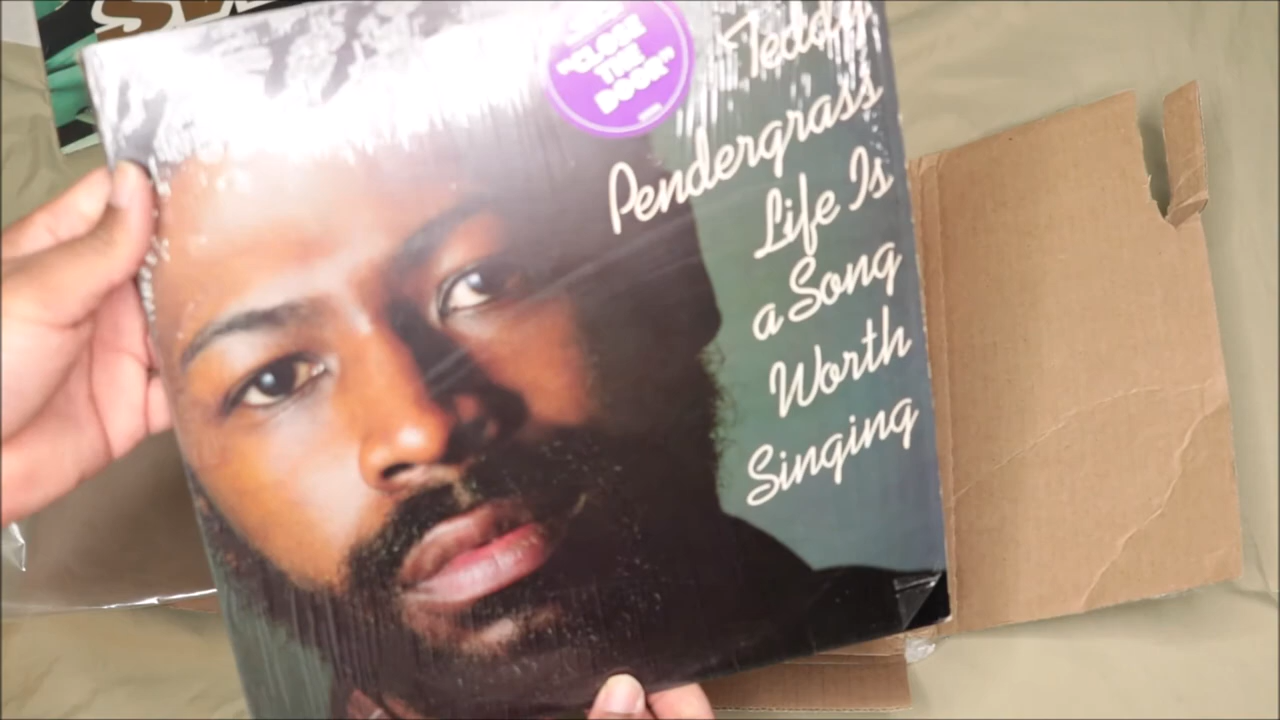 "CLOSE
THE
DOOR"
Teddy
Pendergrass
Life Is
a Song
Worth
Singing